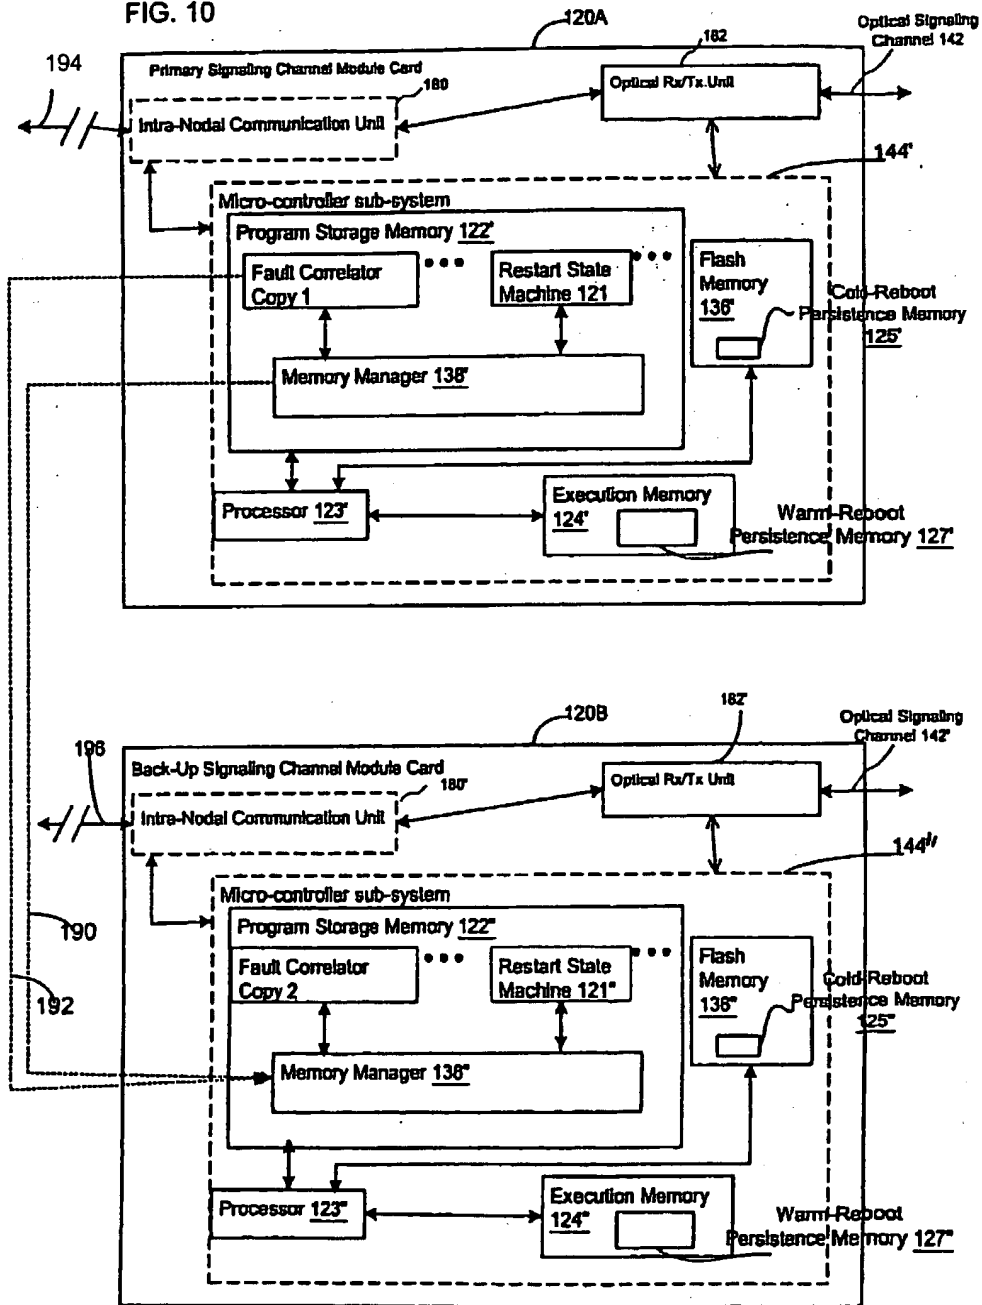 FIG. 10
120A
182
Optical Signaling
Channel 142
194
Primary Signaling Channel Module Card
180
Optical Rx/Tx.Unit
Intra-Nodal Communication Unit
144'
Micro-controller sub-system
Program Storage Memory 122'
Fault Correlator
Copy 1
Restart State
Machine 121
Flash
Memory
136'
Cold-Reboot
Persistence Memory
125'
Memory Manager 138'
Processor 123'
Execution Memory
124'
Warm-Reboot
Persistence Memory 127'
120B
182'
Optical Signaling
Channel 142'
196
Back-Up Signaling Channel Module Card
180'
Optical Rx/Tx Unit
Intra-Nodal Communication Unit
144''
Micro-controller sub-system
190
Program Storage Memory 122"
Fault Correlator
Copy 2
Restart State
Machine 121"
Flash
Memory
136"
Cold-Reboot
Persistence Memory
125"
192
Memory Manager 138"
Processor 123"
Execution Memory
124"
Warm-Reboot
Persistence Memory 127"